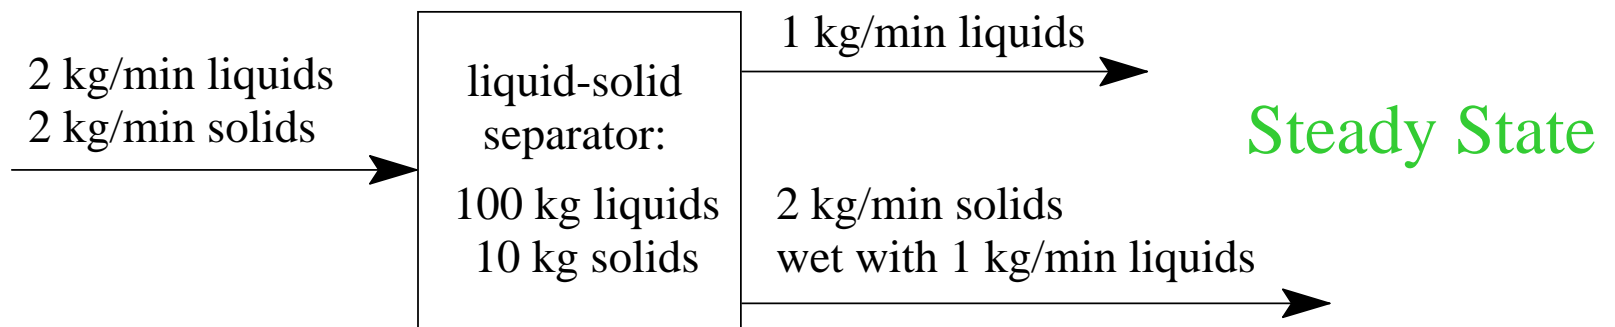 2 kg/min liquids
2 kg/min solids
liquid-solid
separator:
100 kg liquids
10 kg solids
1 kg/min liquids
2 kg/min solids
wet with 1 kg/min liquids
Steady State